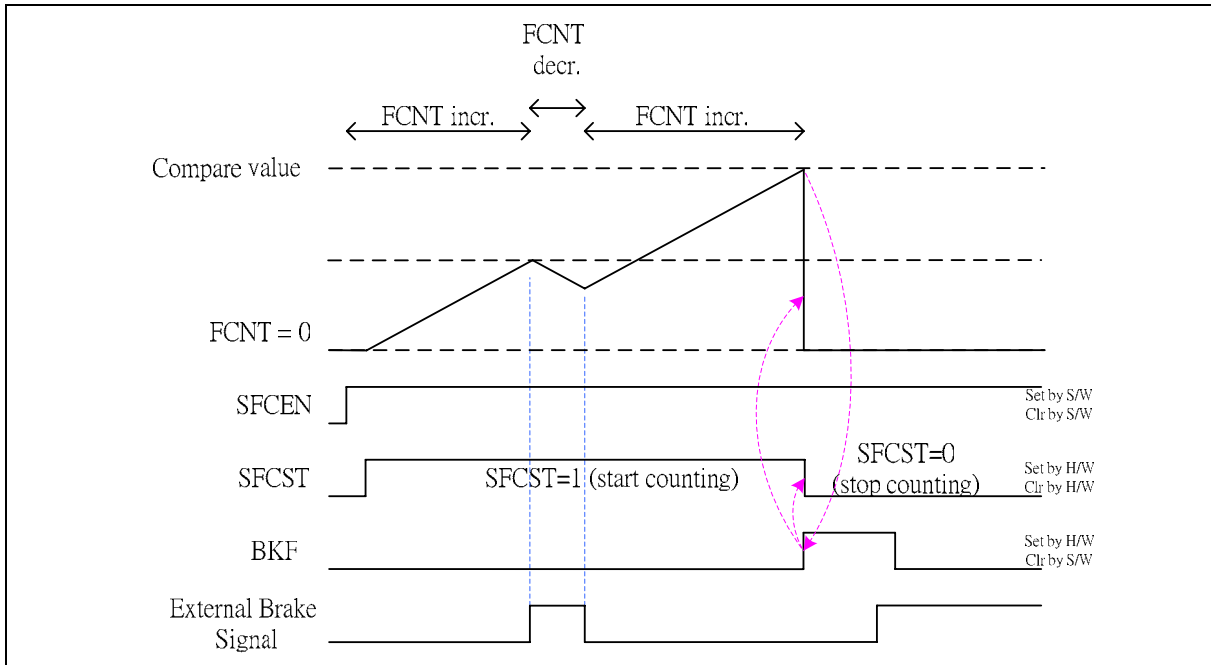 FCNT
decr.
FCNT incr.
FCNT incr.
Compare value
FCNT = 0
SFCEN
Set by S/W
Clr by S/W
SFCST
SFCST=1 (start counting)
SFCST=0
(stop counting)
Set by H/W
Clr by H/W
BKF
Set by H/W
Clr by S/W
External Brake
Signal